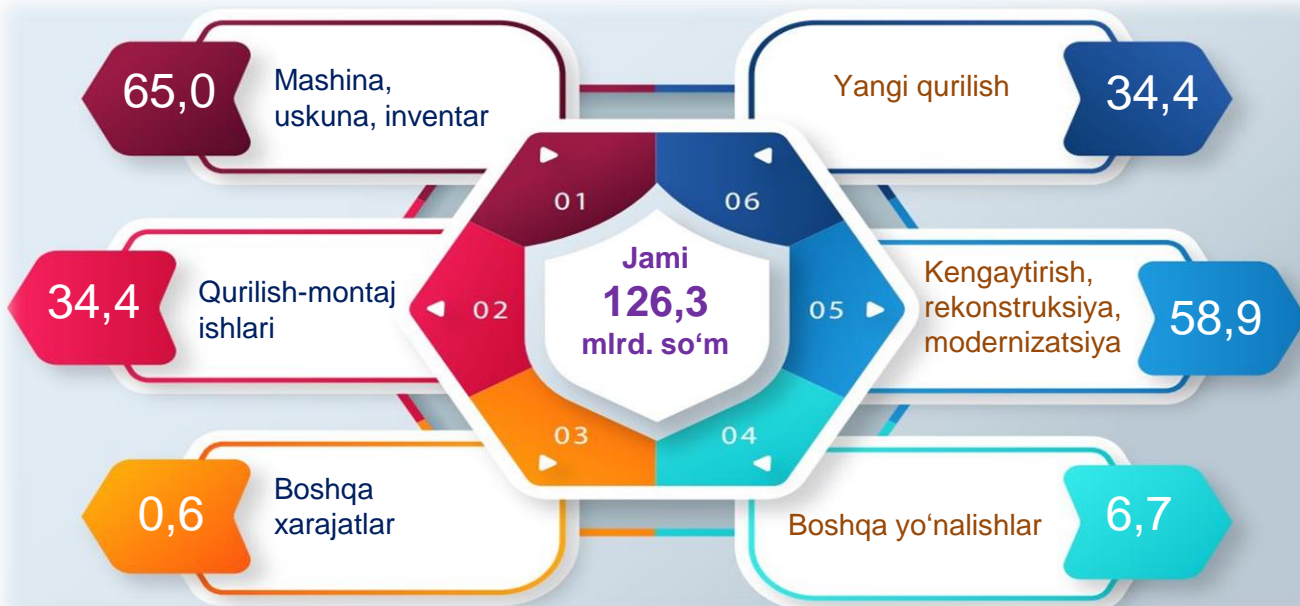 65,0
Mashina,
uskuna, inventar
Yangi qurilish
34,4
01
06
34,4
Qurilish-montaj
ishlari
02
Jami
126,3
mlrd. so‘m
05
Kengaytirish,
rekonstruksiya,
modernizatsiya
58,9
03
04
0,6
Boshqa
xarajatlar
Boshqa yo‘nalishlar
6,7